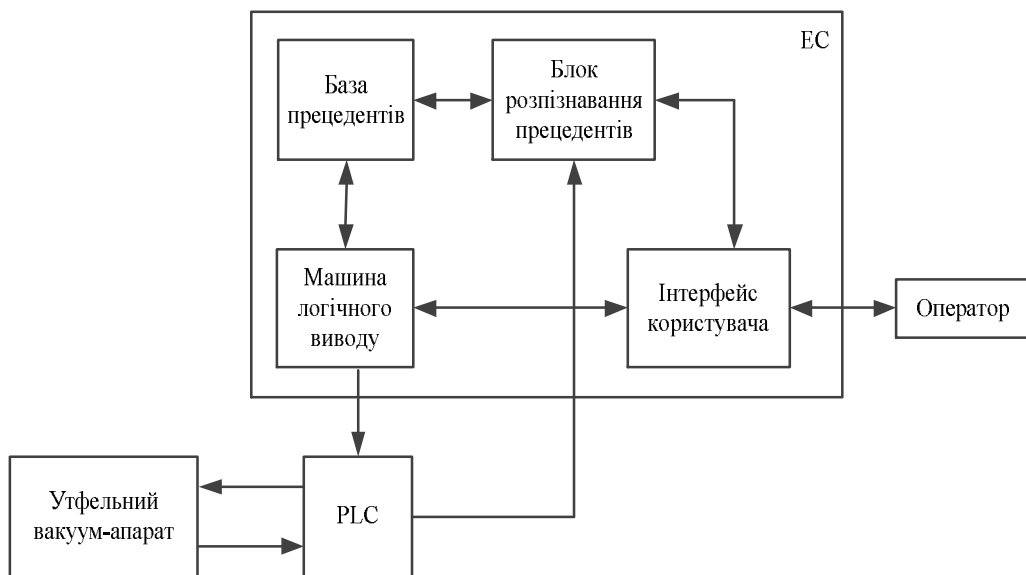 ЕС
База
прецедентів
Блок
розпізнавання
прецедентів
Машина
логічного
виводу
Інтерфейс
користувача
Оператор
Утфельний
вакуум-апарат
PLC